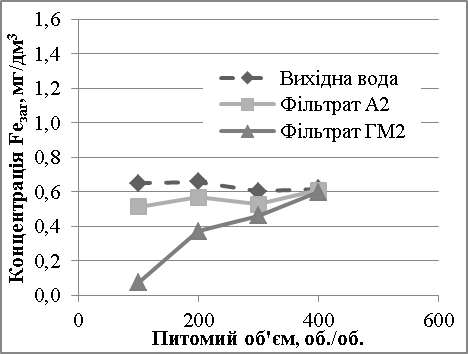 Концентрація Feзаг, мг/дм³
1,6
1,4
1,2
1,0
0,8
0,6
0,4
0,2
0,0
Вихідна вода
Фільтрат А2
Фільтрат ГМ2
0 200 400 600
Питомий об'єм, об./об.